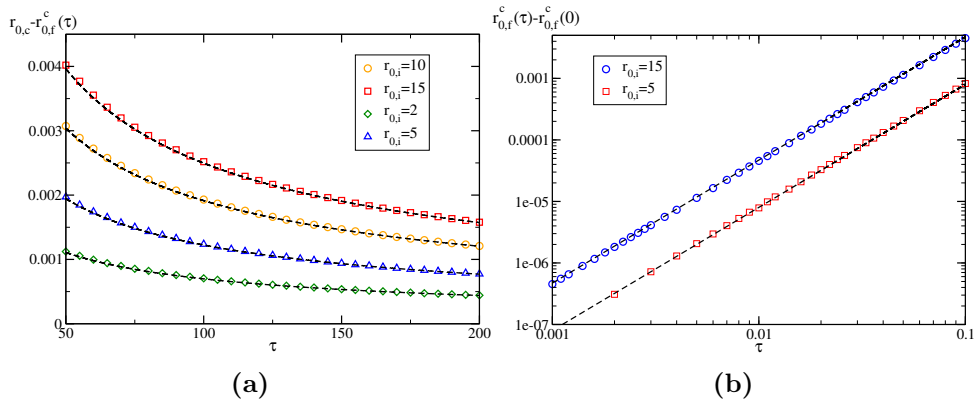 r0,c-r0,f^c(τ)
0.004
0.003
0.002
0.001
0
50
100
150
200
τ
r0,i=10
r0,i=15
r0,i=2
r0,i=5
(a)
r0,f^c(τ)-r0,f^c(0)
0.001
0.0001
1e-05
1e-06
1e-07
0.001
0.01
0.1
τ
r0,i=15
r0,i=5
(b)